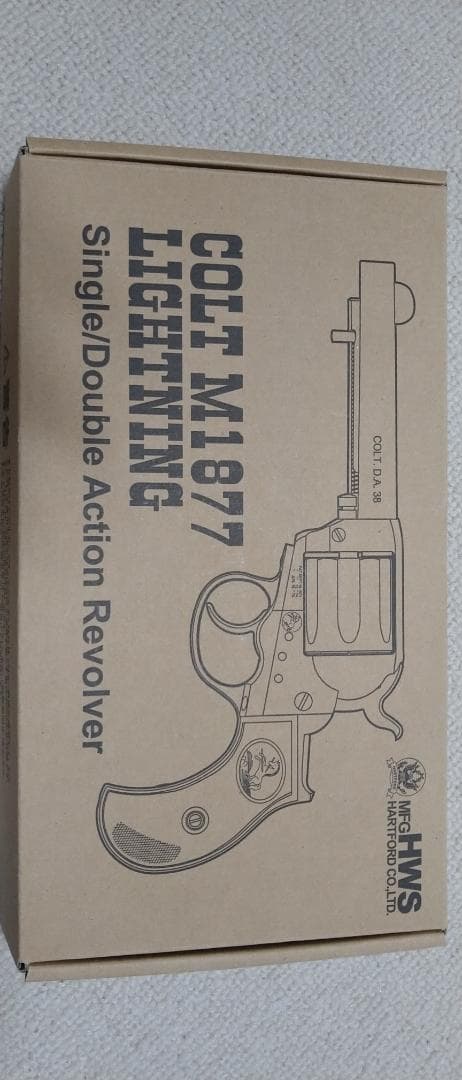 COLT M1877
LIGHTNING
Single/Double Action Revolver
COLT. D.A. 38
HWS
MFG HARTFORD CO.,LTD.